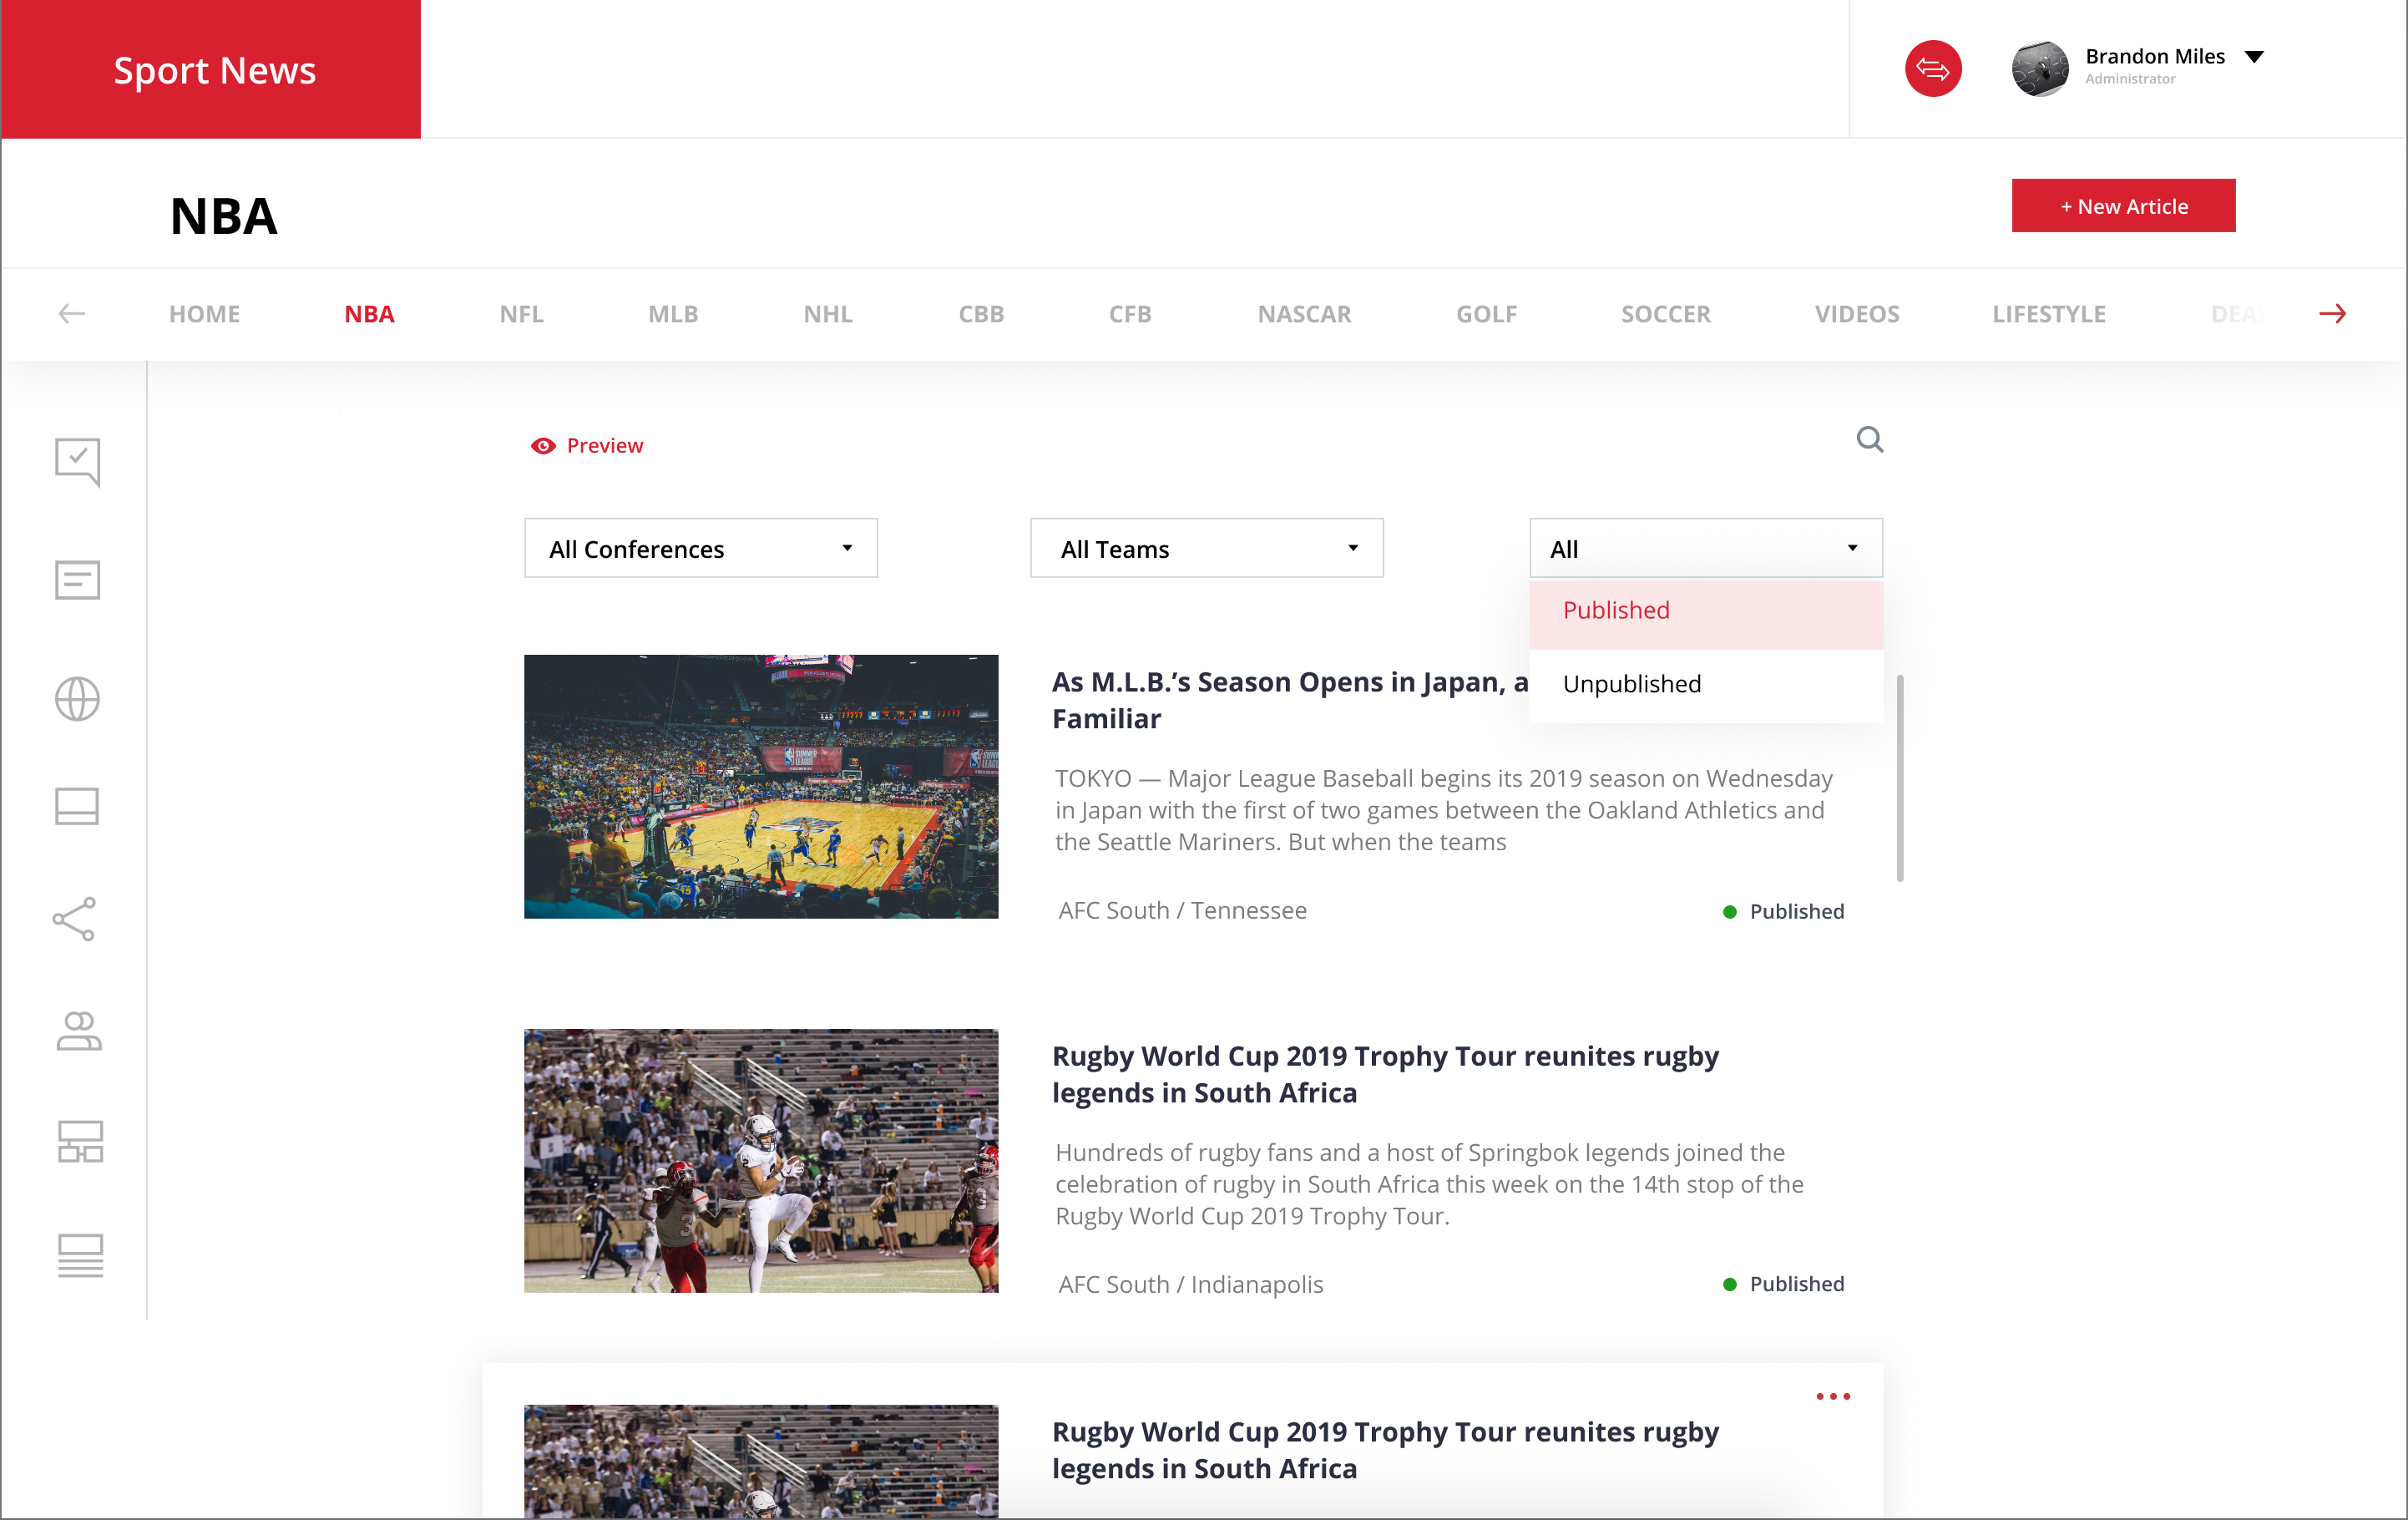 Sport News
Brandon Miles
Administrator
NBA
+ New Article
HOME NBA NFL MLB NHL CBB CFB NASCAR GOLF SOCCER VIDEOS LIFESTYLE
Preview
All Conferences
All Teams
All
Published
Unpublished
As M.L.B.’s Season Opens in Japan, a
Familiar
TOKYO — Major League Baseball begins its 2019 season on Wednesday
in Japan with the first of two games between the Oakland Athletics and
the Seattle Mariners. But when the teams
AFC South / Tennessee
Published
Rugby World Cup 2019 Trophy Tour reunites rugby
legends in South Africa
Hundreds of rugby fans and a host of Springbok legends joined the
celebration of rugby in South Africa this week on the 14th stop of the
Rugby World Cup 2019 Trophy Tour.
AFC South / Indianapolis
Published
Rugby World Cup 2019 Trophy Tour reunites rugby
legends in South Africa